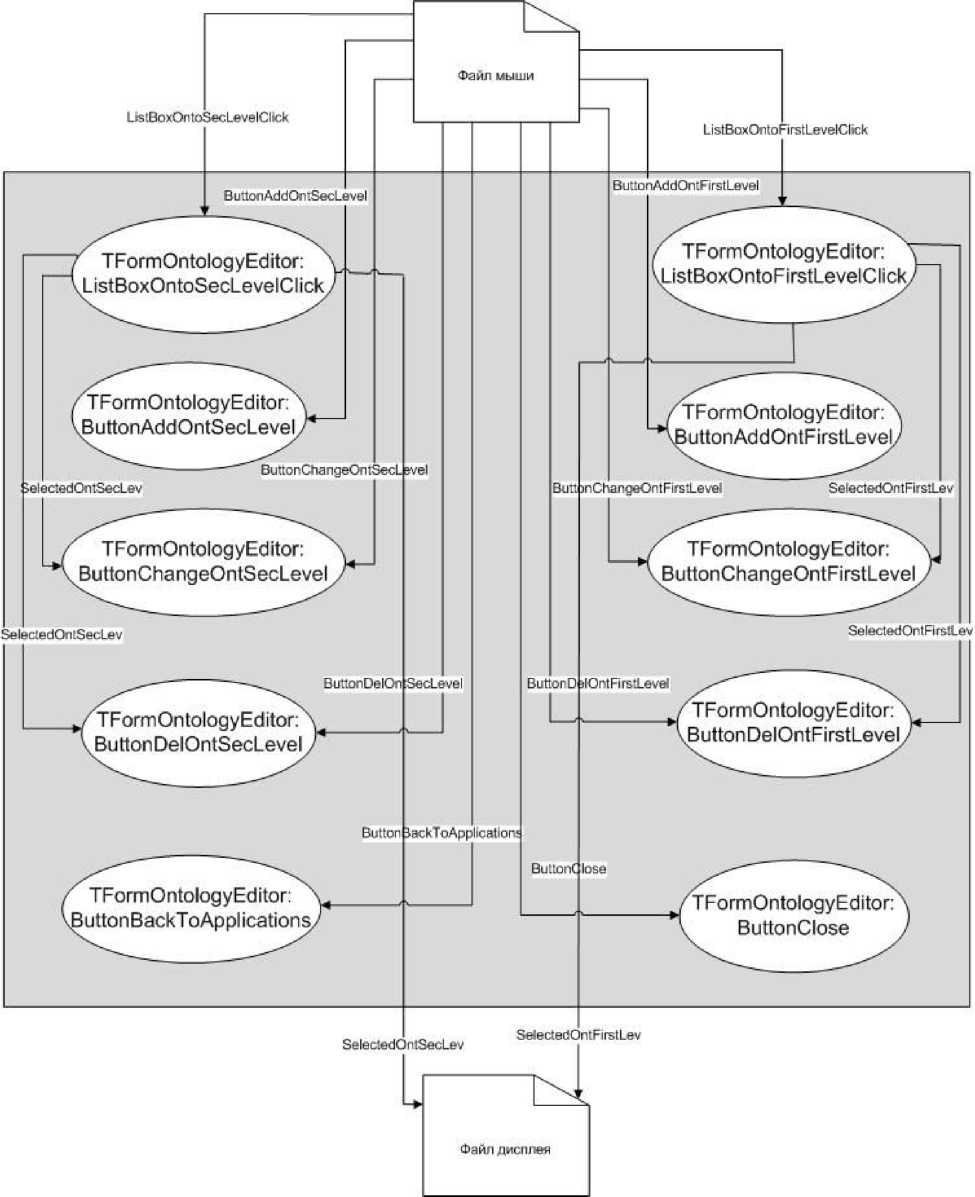 Файл мыши
ListBoxOntoSecLevelClick
ListBoxOntoFirstLevelClick
ButtonAddOntSecLevel
ButtonAddOntFirstLevel
TFormOntologyEditor:
ListBoxOntoSecLevelClick
TFormOntologyEditor:
ListBoxOntoFirstLevelClick
TFormOntologyEditor:
ButtonAddOntSecLevel
TFormOntologyEditor:
ButtonAddOntFirstLevel
ButtonChangeOntSecLevel
SelectedOntSecLev
ButtonChangeOntFirstLevel
SelectedOntFirstLev
TFormOntologyEditor:
ButtonChangeOntSecLevel
TFormOntologyEditor:
ButtonChangeOntFirstLevel
SelectedOntSecLev
SelectedOntFirstLev
ButtonDelOntSecLevel
ButtonDelOntFirstLevel
TFormOntologyEditor:
ButtonDelOntSecLevel
TFormOntologyEditor:
ButtonDelOntFirstLevel
ButtonBackToApplications
ButtonClose
TFormOntologyEditor:
ButtonBackToApplications
TFormOntologyEditor:
ButtonClose
SelectedOntSecLev
SelectedOntFirstLev
Файл дисплея